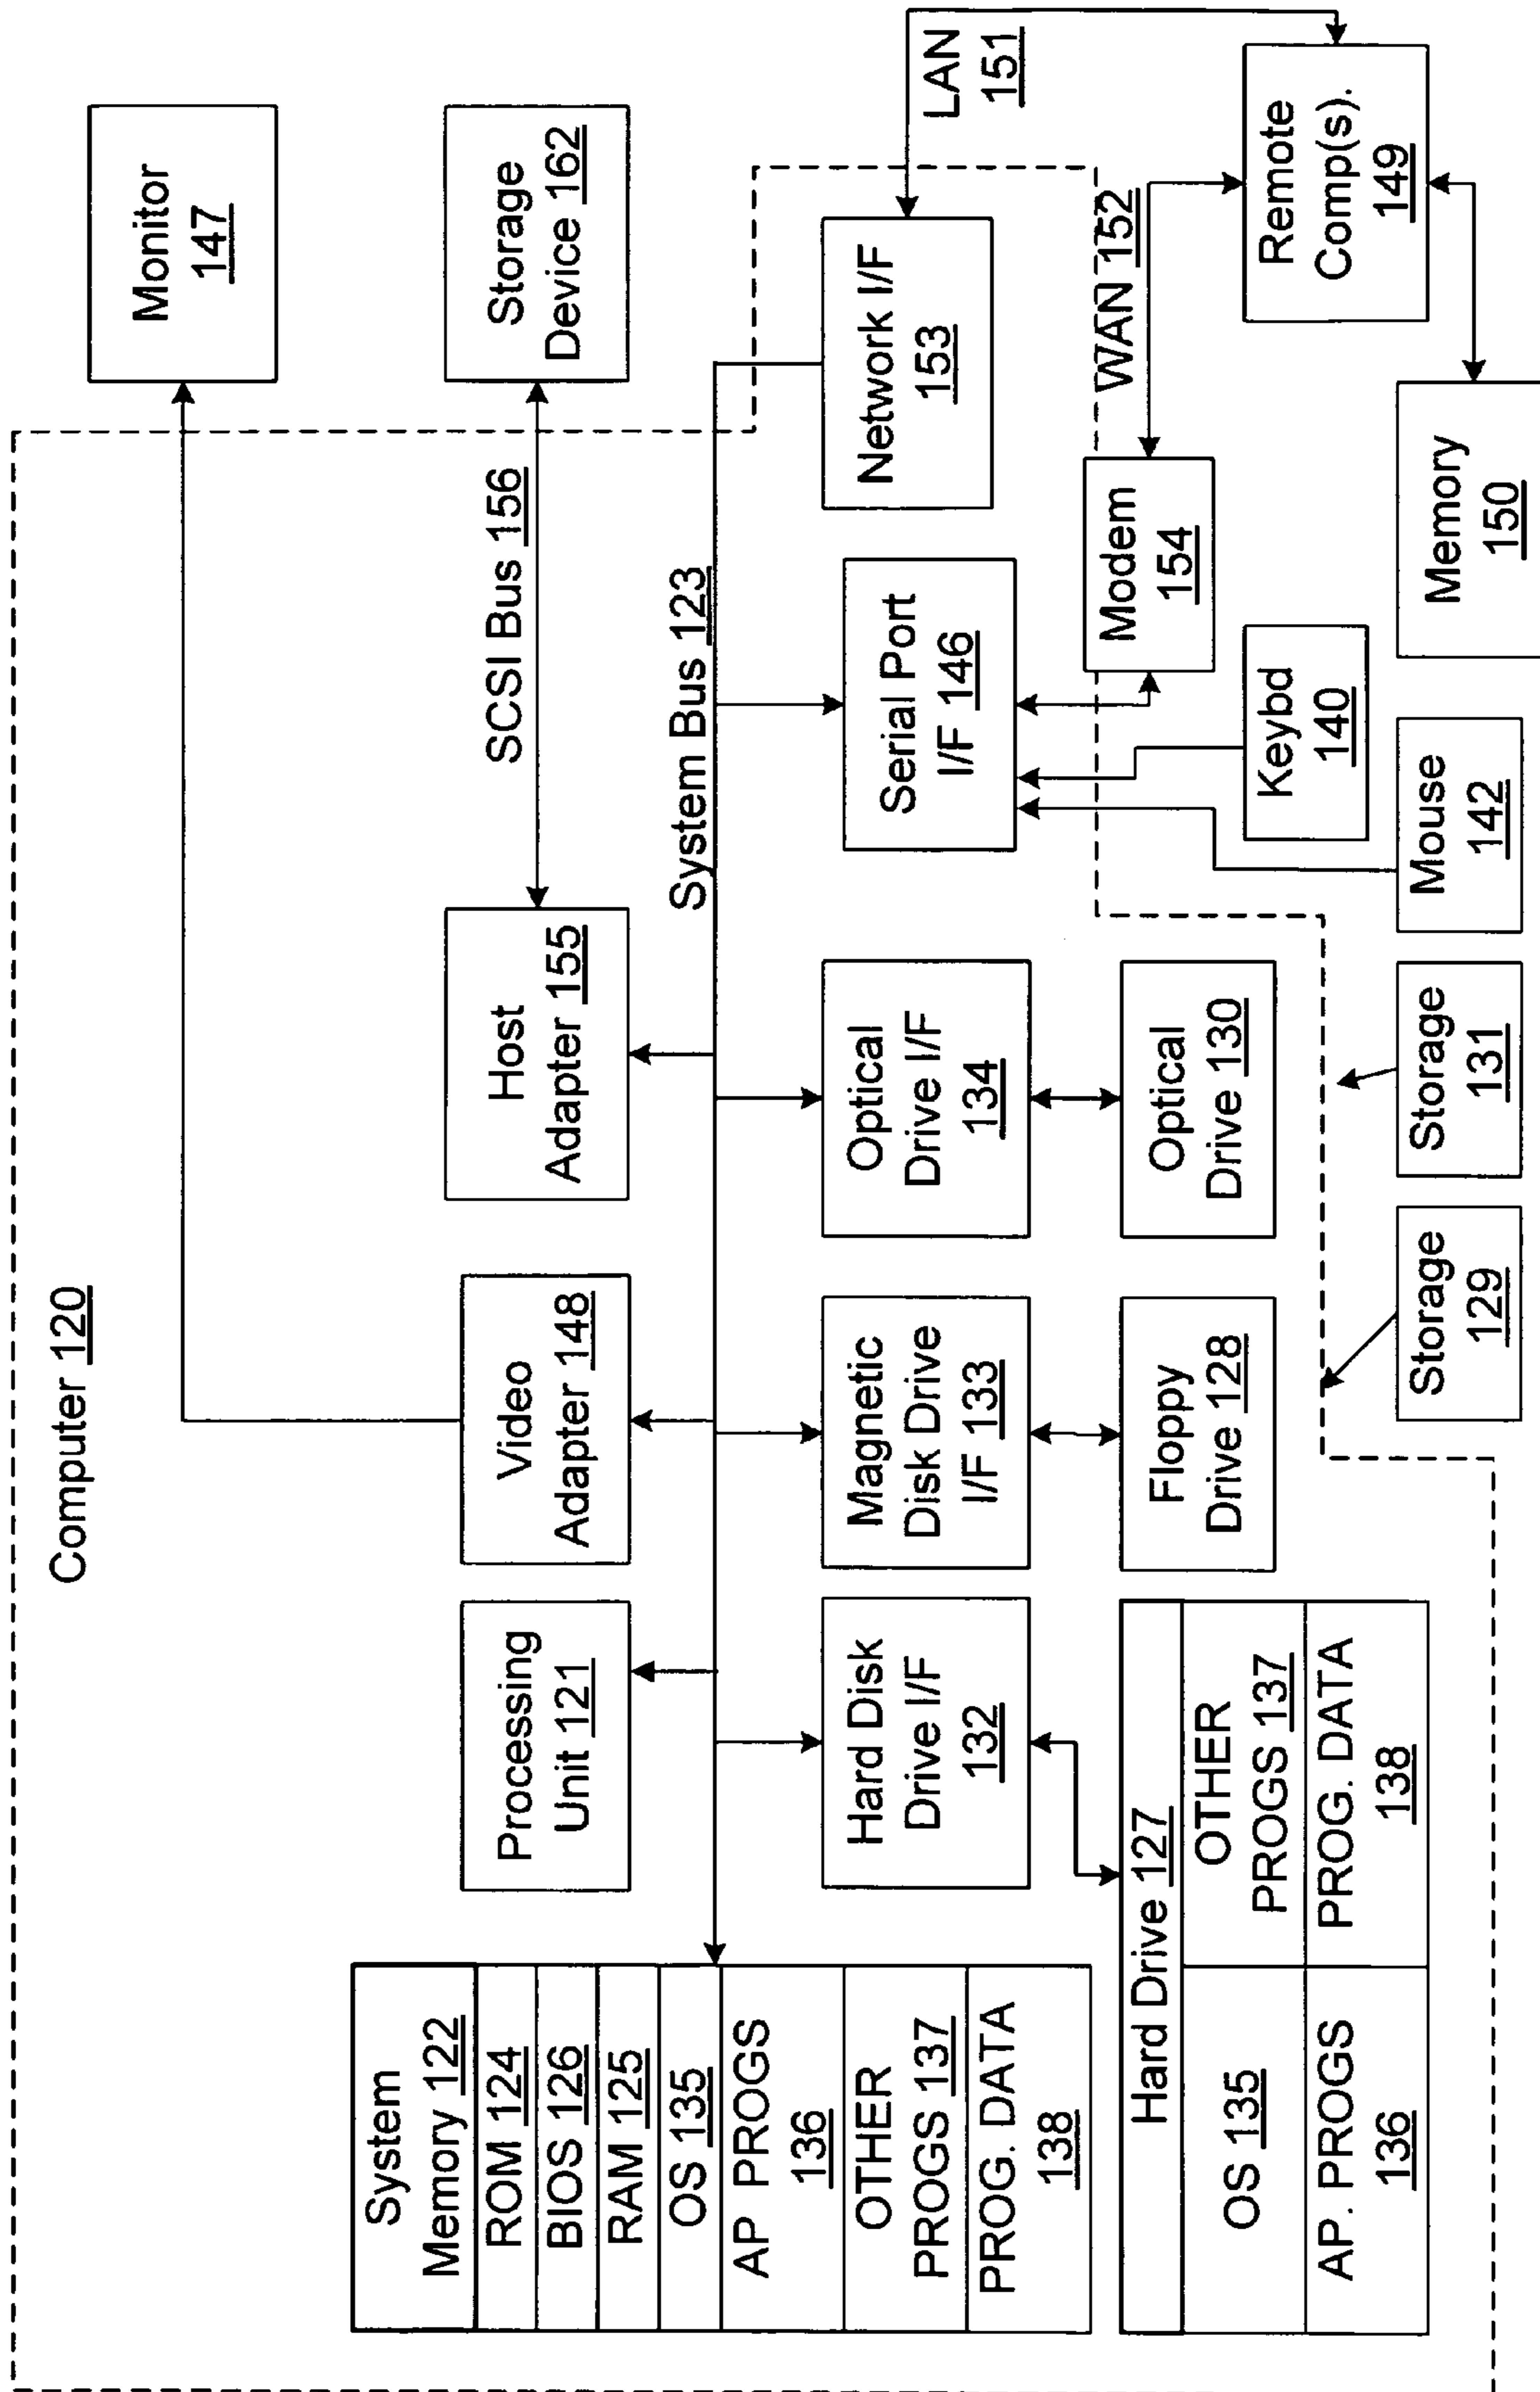 Computer 120
Monitor
147
System
Memory 122
ROM 124
BIOS 126
RAM 125
OS 135
AP PROGS
136
OTHER
PROGS 137
PROG. DATA
138
Processing
Unit 121
Video
Adapter 148
Host
Adapter 155
SCSI Bus 156
Storage
Device 162
System Bus 123
Hard Disk
Drive I/F
132
Magnetic
Disk Drive
I/F 133
Optical
Drive I/F
134
Serial Port
I/F 146
Network I/F
153
LAN
151
Hard Drive 127
OS 135
OTHER
PROGS 137
AP. PROGS
136
PROG. DATA
138
Floppy
Drive 128
Optical
Drive 130
Modem
154
WAN 152
Keybd
140
Remote
Comp(s).
149
Storage
129
Storage
131
Mouse
142
Memory
150